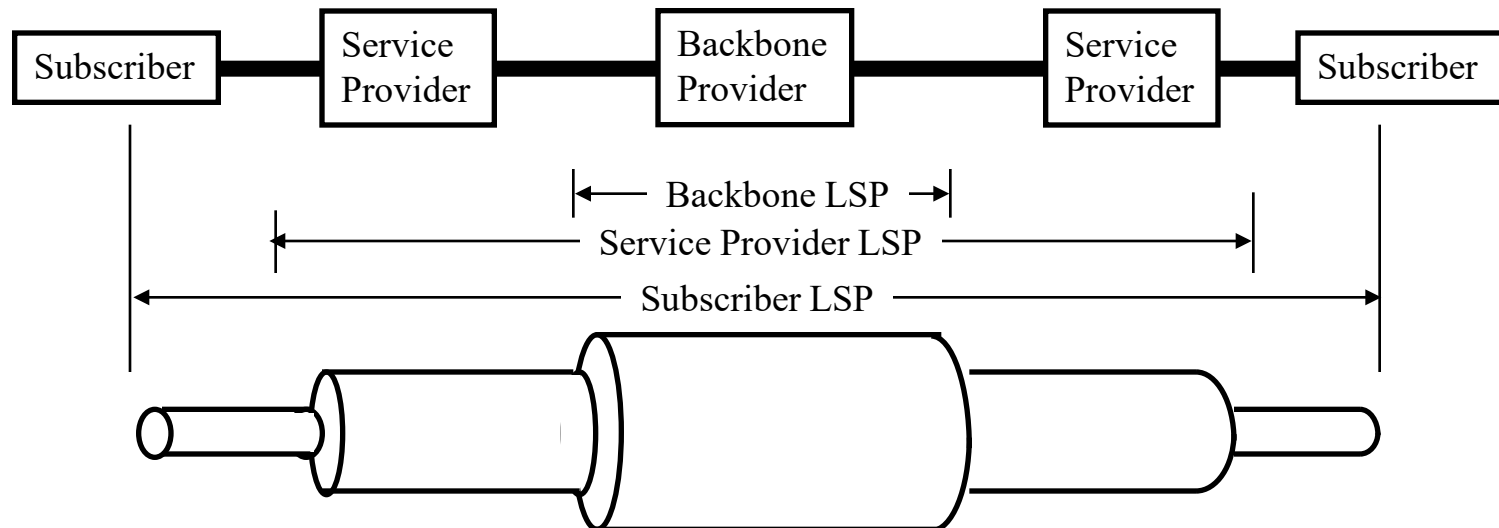 Subscriber
Service
Provider
Backbone
Provider
Service
Provider
Subscriber
Backbone LSP
Service Provider LSP
Subscriber LSP